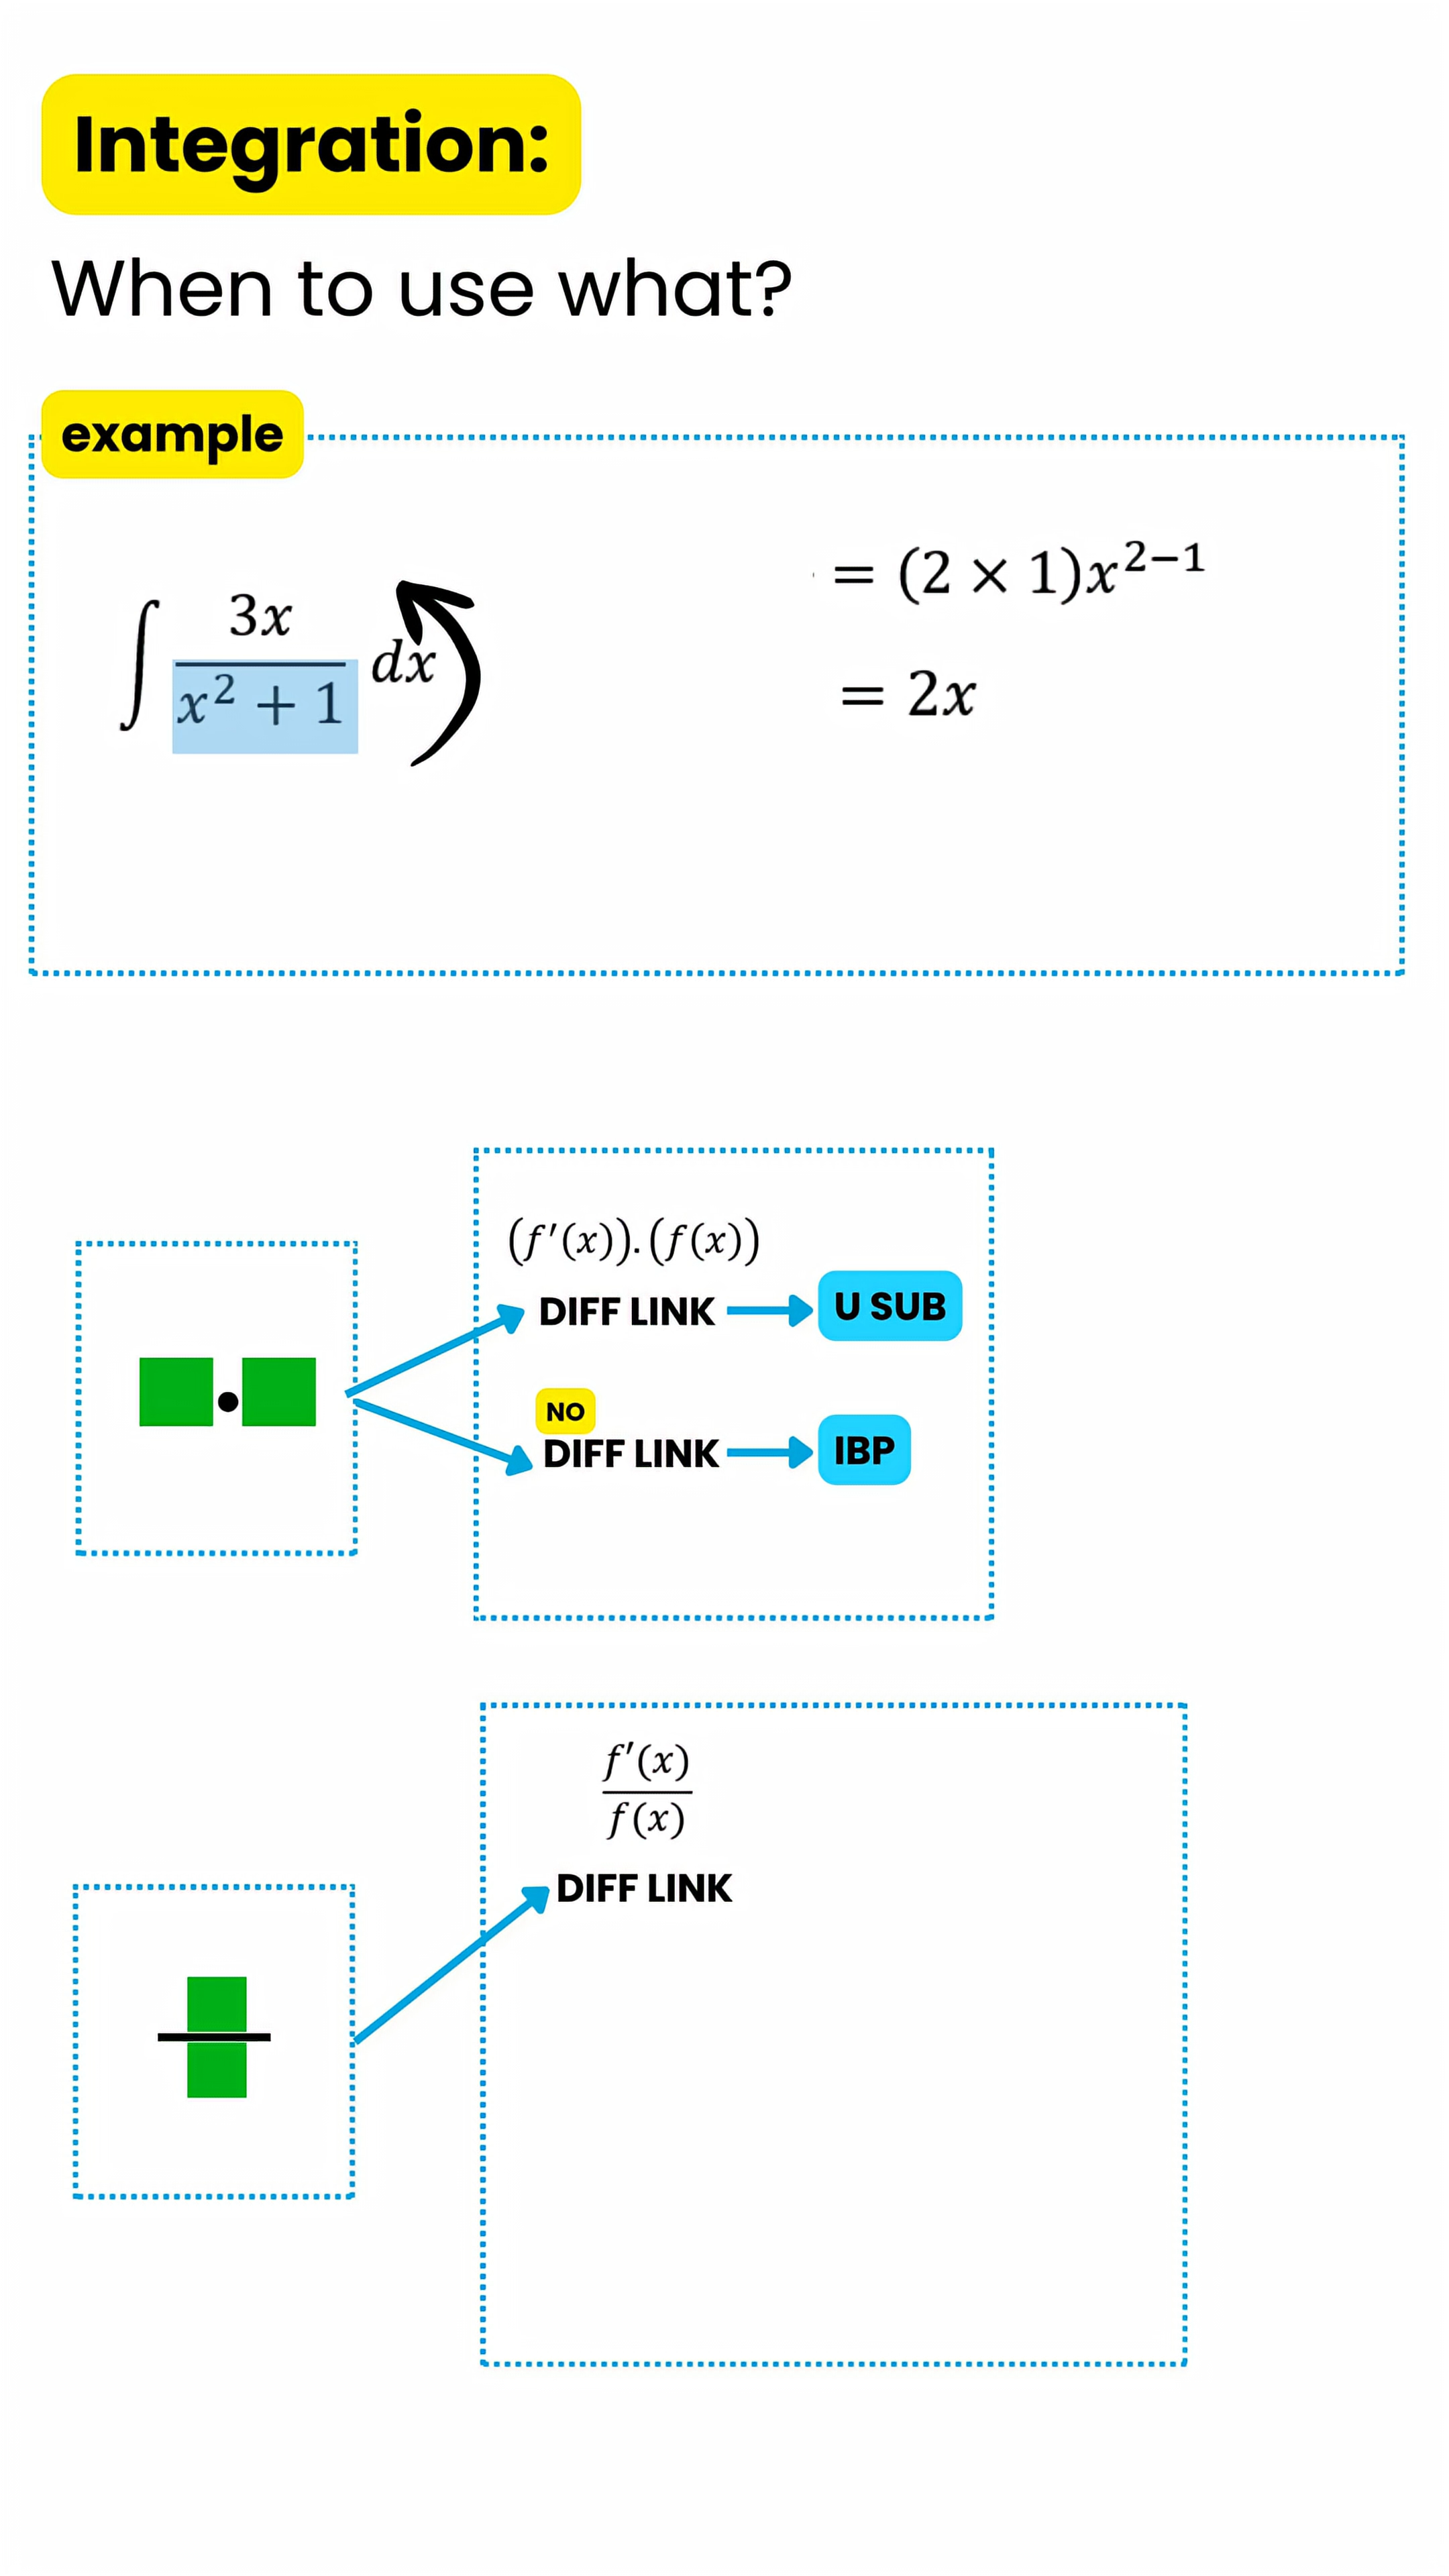 Integration:
When to use what?
example
∫ 3x / x² + 1 dx
= (2 × 1)x²⁻¹
= 2x
(f′(x)).(f(x))
DIFF LINK
U SUB
NO
DIFF LINK
IBP
f′(x)
f(x)
DIFF LINK